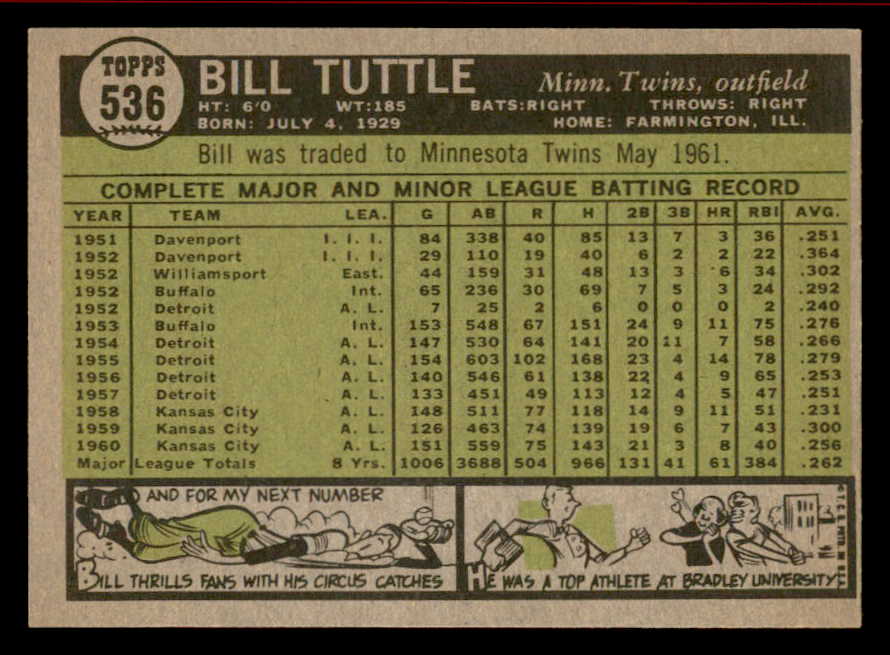 TOPPS
536
BILL TUTTLE
Minn. Twins, outfield
HT: 6'0 WT:185 BATS:RIGHT THROWS: RIGHT
BORN: JULY 4, 1929 HOME: FARMINGTON, ILL.
Bill was traded to Minnesota Twins May 1961.
COMPLETE MAJOR AND MINOR LEAGUE BATTING RECORD
YEAR TEAM LEA. G AB R H 2B 3B HR RBI AVG.
1951 Davenport I. I. I. 84 338 40 85 13 7 3 36 .251
1952 Davenport I. I. I. 29 110 19 40 6 2 2 22 .364
1952 Williamsport East. 44 159 31 48 13 3 6 34 .302
1952 Buffalo Int. 65 236 30 69 7 5 3 24 .292
1952 Detroit A. L. 7 25 2 6 0 0 0 2 .240
1953 Buffalo Int. 153 548 67 151 24 9 11 75 .276
1954 Detroit A. L. 147 530 64 141 20 11 7 58 .266
1955 Detroit A. L. 154 603 102 168 23 4 14 78 .279
1956 Detroit A. L. 140 546 61 138 22 4 9 65 .253
1957 Detroit A. L. 133 451 49 113 12 4 5 47 .251
1958 Kansas City A. L. 148 511 77 118 14 9 11 51 .231
1959 Kansas City A. L. 126 463 74 139 19 6 7 43 .300
1960 Kansas City A. L. 151 559 75 143 21 3 8 40 .256
Major League Totals 8 Yrs. 1006 3688 504 966 131 41 61 384 .262
AND FOR MY NEXT NUMBER
BILL THRILLS FANS WITH HIS CIRCUS CATCHES
HE WAS A TOP ATHLETE AT BRADLEY UNIVERSITY
© T. C. G. PRTD. IN U.S.A.